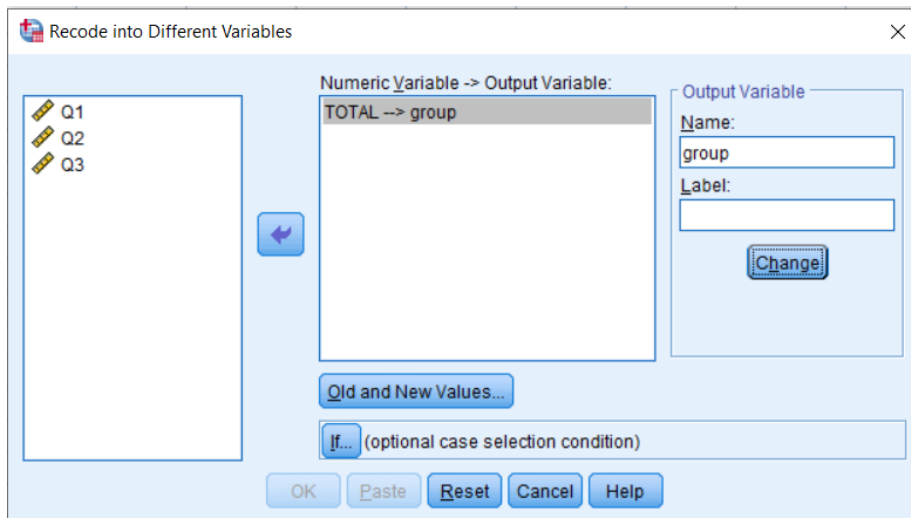 Recode into Different Variables
Q1
Q2
Q3
Numeric Variable -> Output Variable:
TOTAL --> group
Output Variable
Name:
group
Label:
Change
Old and New Values...
If... (optional case selection condition)
OK Paste Reset Cancel Help